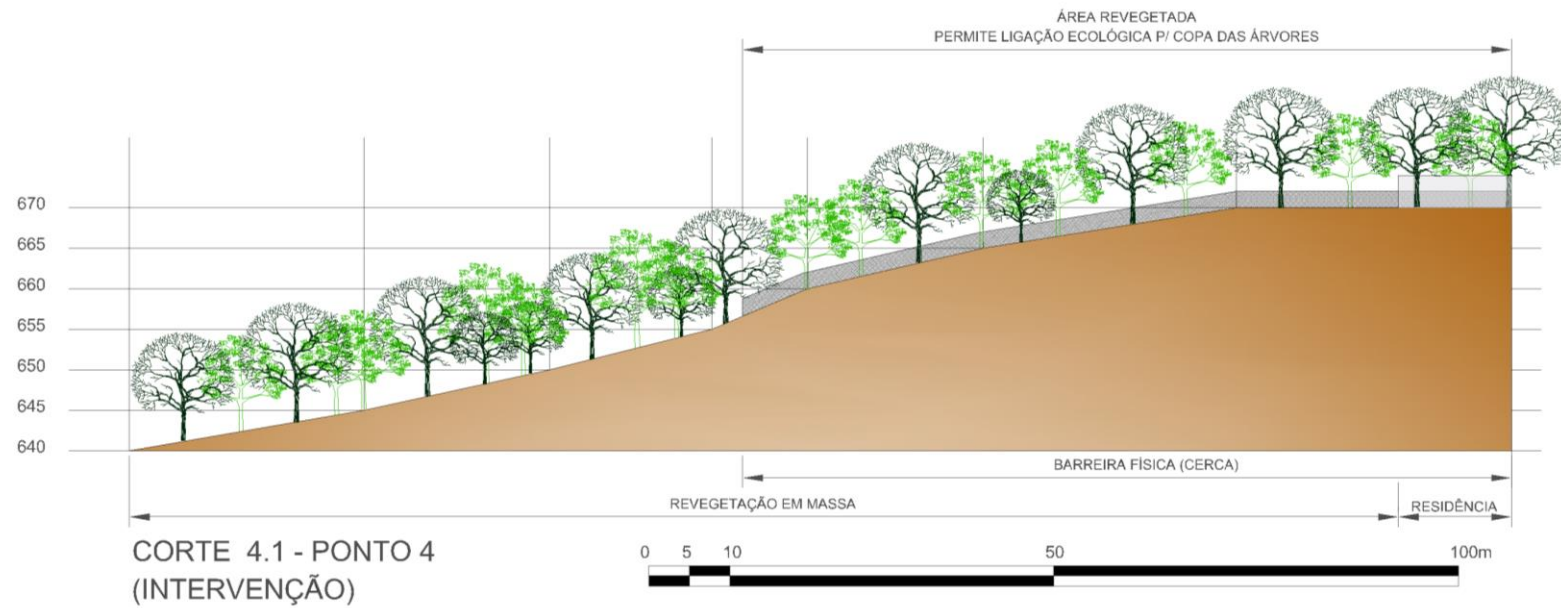 ÁREA REVEGETADA
PERMITE LIGAÇÃO ECOLÓGICA P/ COPA DAS ÁRVORES
670
665
660
655
650
645
640
BARREIRA FÍSICA (CERCA)
REVEGETAÇÃO EM MASSA
RESIDÊNCIA
CORTE 4.1 - PONTO 4
(INTERVENÇÃO)
0 5 10 50 100m